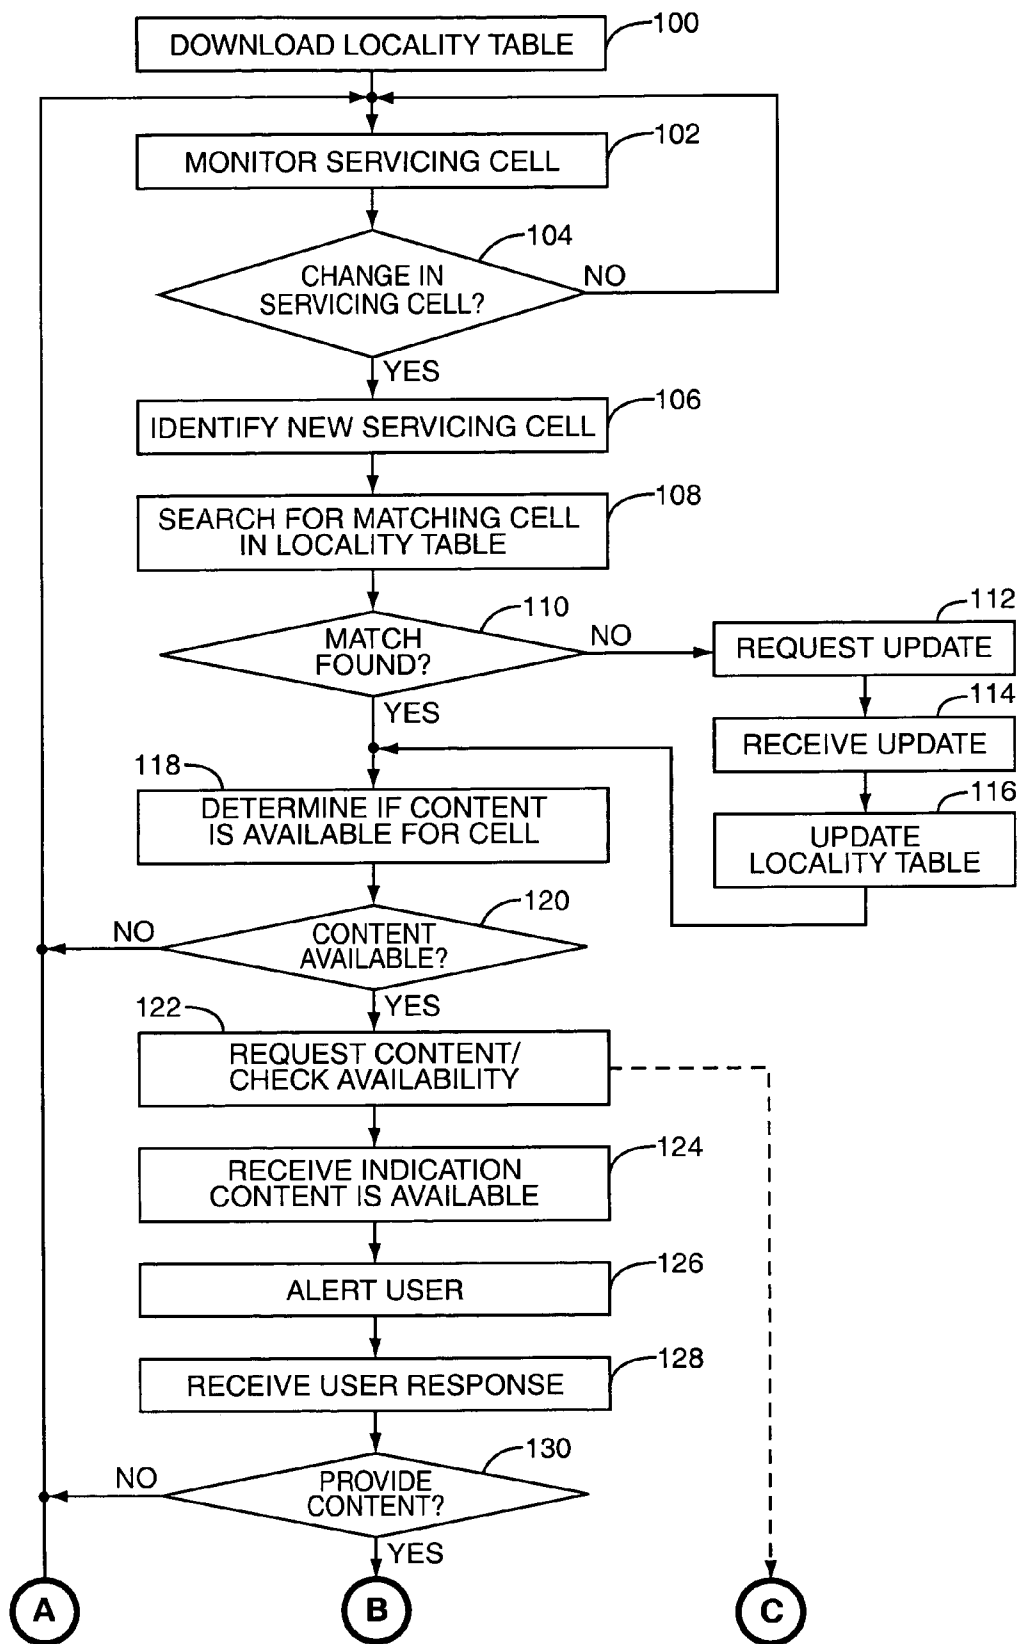 100
DOWNLOAD LOCALITY TABLE
102
MONITOR SERVICING CELL
104
CHANGE IN
SERVICING CELL?
NO
YES
106
IDENTIFY NEW SERVICING CELL
108
SEARCH FOR MATCHING CELL
IN LOCALITY TABLE
110
MATCH
FOUND?
NO
YES
112
REQUEST UPDATE
114
RECEIVE UPDATE
116
UPDATE
LOCALITY TABLE
118
DETERMINE IF CONTENT
IS AVAILABLE FOR CELL
120
CONTENT
AVAILABLE?
NO
YES
122
REQUEST CONTENT/
CHECK AVAILABILITY
124
RECEIVE INDICATION
CONTENT IS AVAILABLE
126
ALERT USER
128
RECEIVE USER RESPONSE
130
PROVIDE
CONTENT?
NO
YES
A
B
C